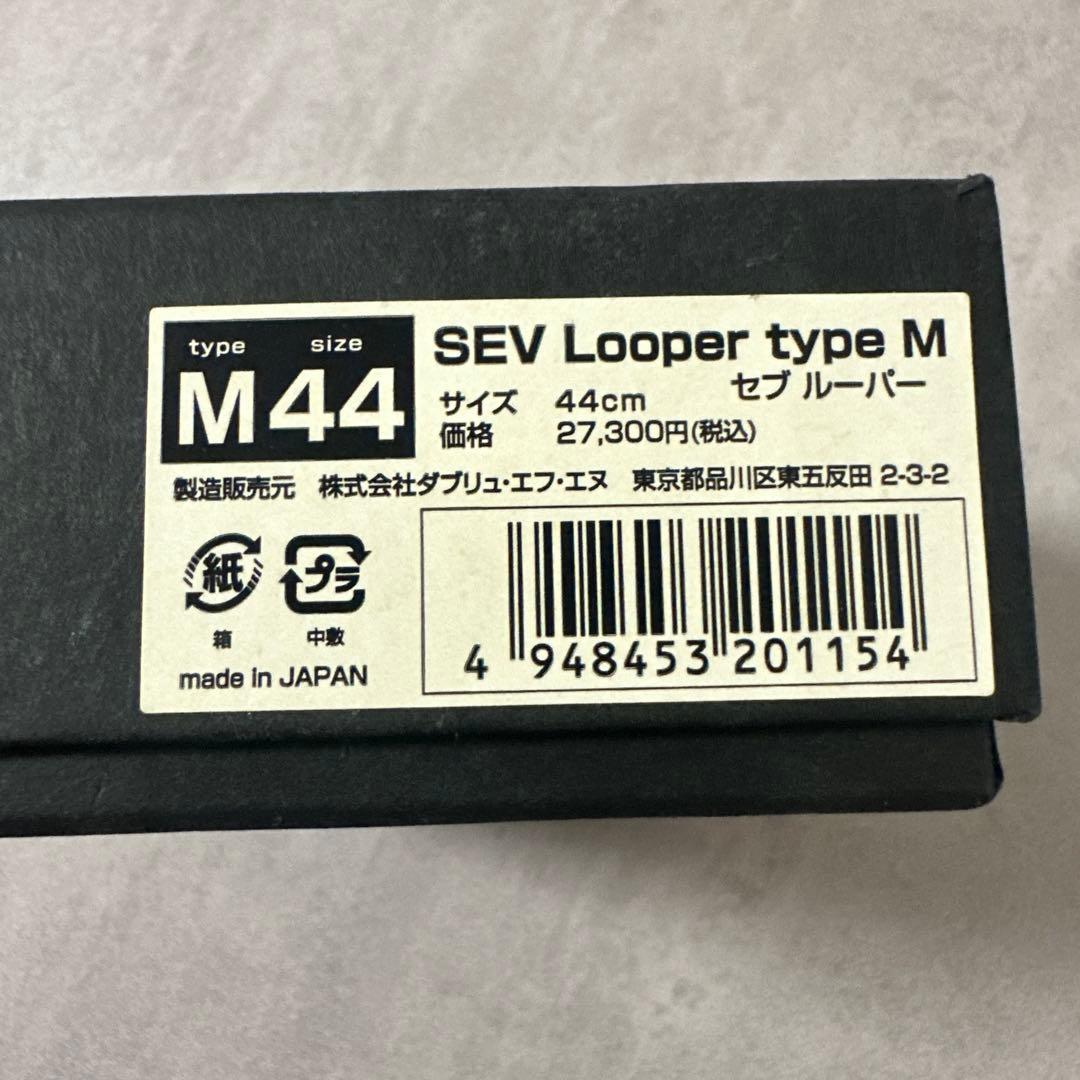 type size
M 44
SEV Looper type M
セブ ルーパー
サイズ 44cm
価格 27,300円(税込)
製造販売元 株式会社ダブリュ・エフ・エヌ 東京都品川区東五反田 2-3-2
紙 プラ
箱 中敷
made in JAPAN
4 948453 201154